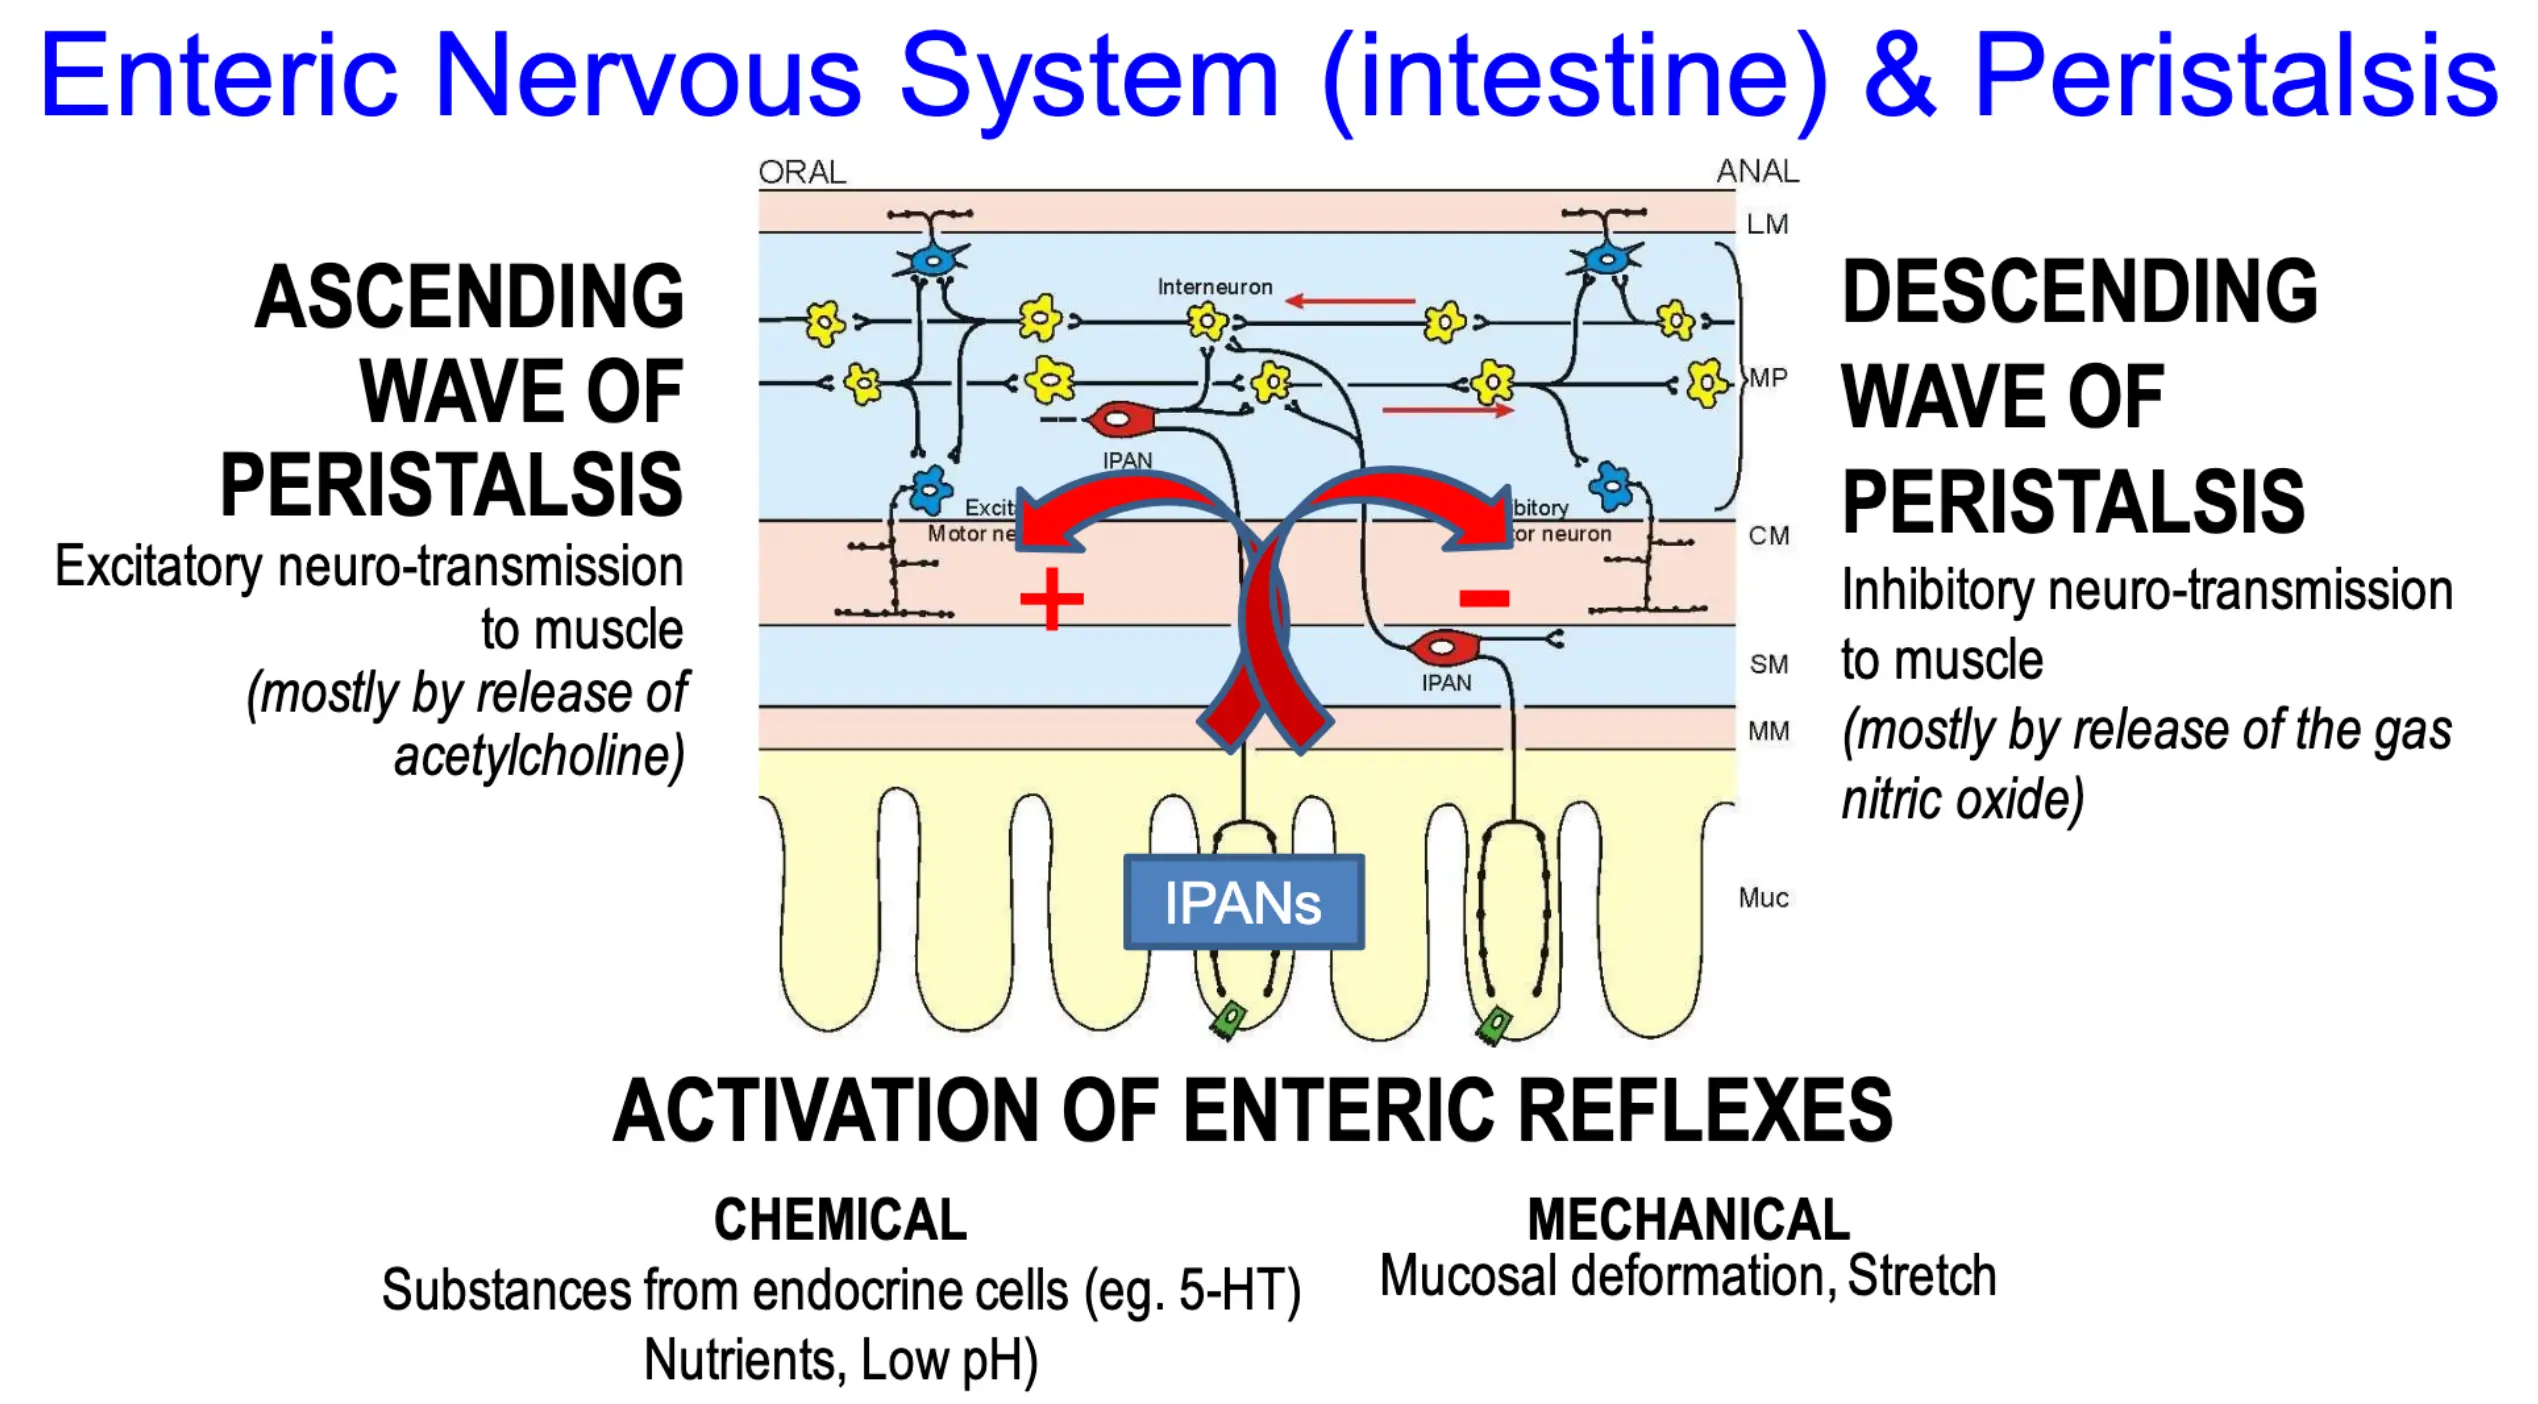 Enteric Nervous System (intestine) & Peristalsis
ORAL
ANAL
LM
ASCENDING
WAVE OF
PERISTALSIS
Excitatory neuro-transmission
to muscle
(mostly by release of
acetylcholine)
Interneuron
MP
IPAN
Excit
Motor ne
bitory
or neuron
CM
+
-
SM
IPAN
MM
IPANs
Muc
DESCENDING
WAVE OF
PERISTALSIS
Inhibitory neuro-transmission
to muscle
(mostly by release of the gas
nitric oxide)
ACTIVATION OF ENTERIC REFLEXES
CHEMICAL
Substances from endocrine cells (eg. 5-HT)
Nutrients, Low pH)
MECHANICAL
Mucosal deformation, Stretch